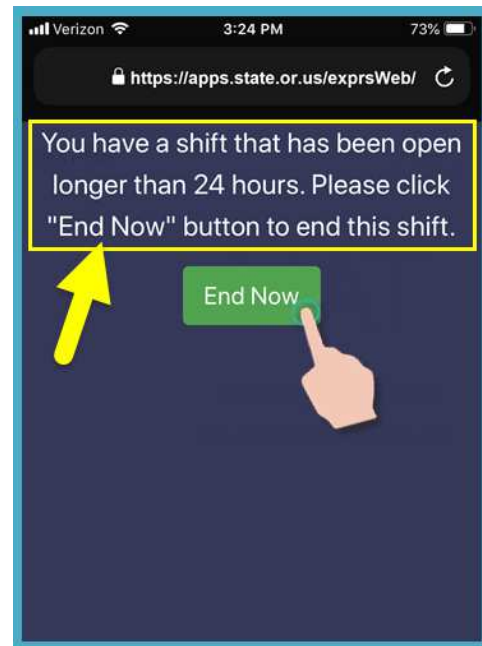 Verizon 3:24 PM 73%
https://apps.state.or.us/exprsWeb/
You have a shift that has been open
longer than 24 hours. Please click
"End Now" button to end this shift.
End Now